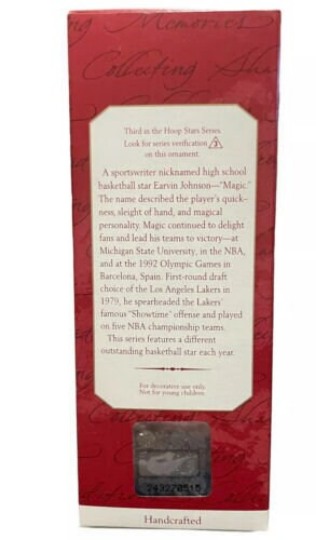 ng Memories
Collecting Sha
Third in the Hoop Stars Series.
Look for series verification 3
on this ornament.
A sportswriter nicknamed high school
basketball star Earvin Johnson—"Magic."
The name described the player's quick-
ness, sleight of hand, and magical
personality. Magic continued to delight
fans and lead his teams to victory—at
Michigan State University, in the NBA,
and at the 1992 Olympic Games in
Barcelona, Spain. First-round draft
choice of the Los Angeles Lakers in
1979, he spearheaded the Lakers'
famous "Showtime" offense and played
on five NBA championship teams.
This series features a different
outstanding basketball star each year.
For decorative use only.
Not for young children.
Handcrafted